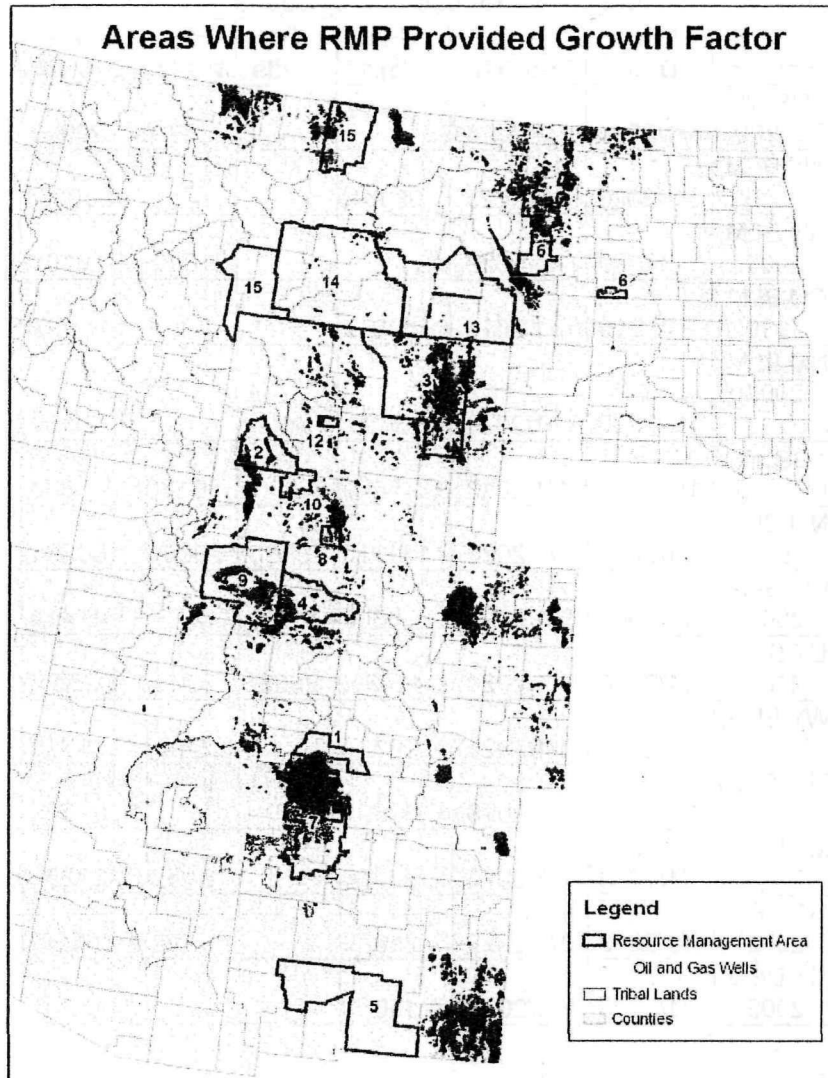 Areas Where RMP Provided Growth Factor
15
6
6
14
15
13
3
12
2
10
8
9
4
1
7
5
Legend
Resource Management Area
Oil and Gas Wells
Tribal Lands
Counties